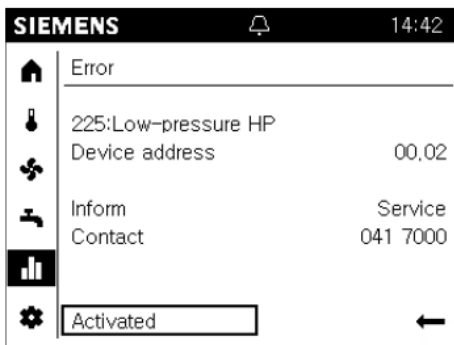 SIEMENS 14:42
Error
225:Low-pressure HP
Device address 00.02
Inform Service
Contact 041 7000
Activated